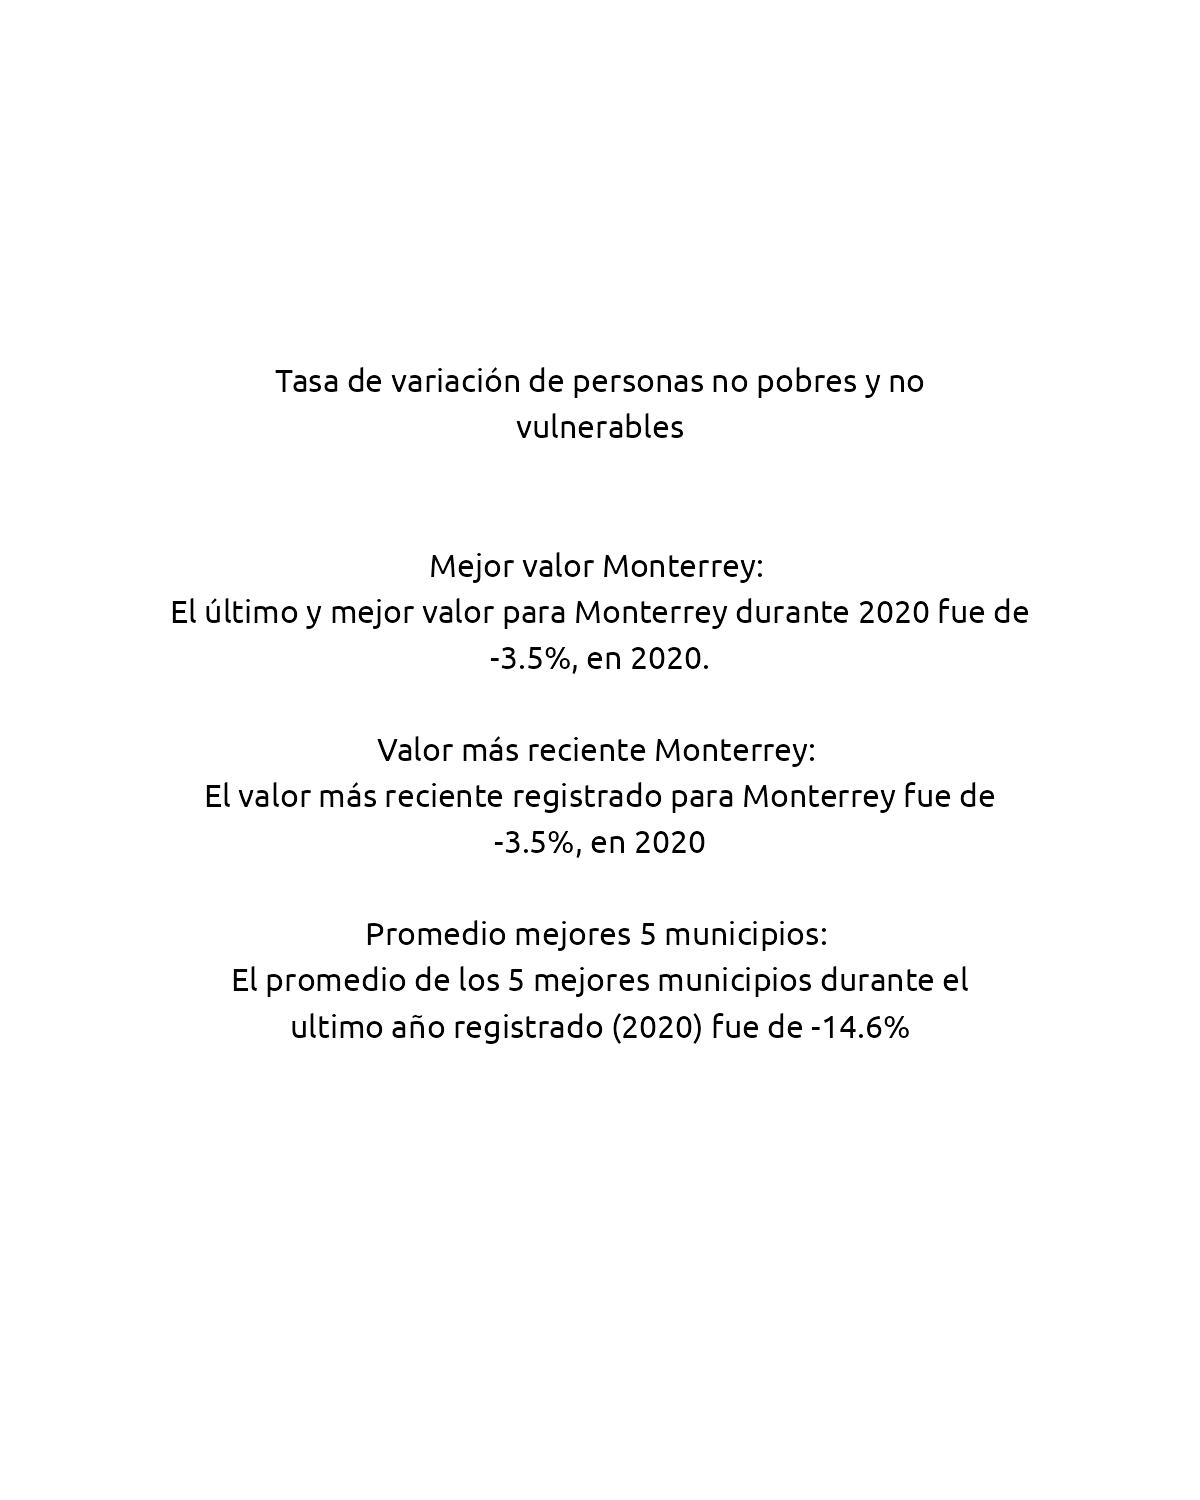 Tasa de variación de personas no pobres y no
vulnerables
Mejor valor Monterrey:
El último y mejor valor para Monterrey durante 2020 fue de
-3.5%, en 2020.
Valor más reciente Monterrey:
El valor más reciente registrado para Monterrey fue de
-3.5%, en 2020
Promedio mejores 5 municipios:
El promedio de los 5 mejores municipios durante el
ultimo año registrado (2020) fue de -14.6%